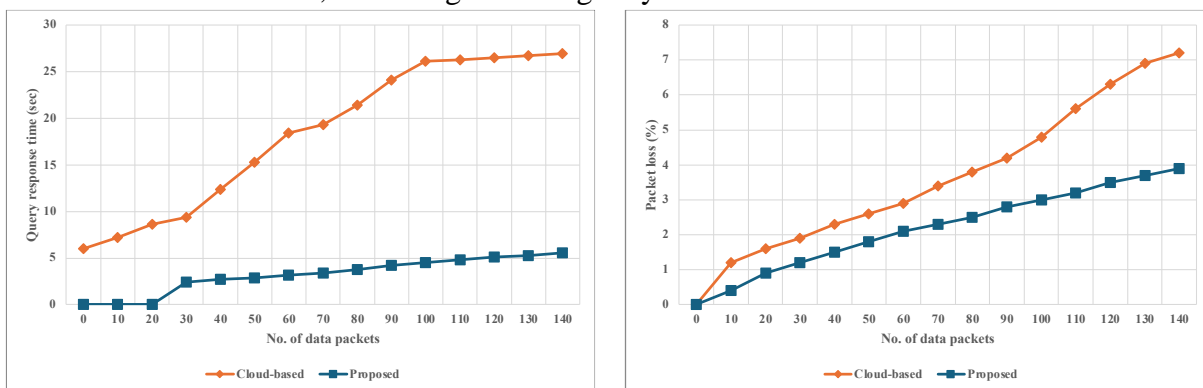 30
25
20
15
10
5
0
Query response time (sec)
0 10 20 30 40 50 60 70 80 90 100 110 120 130 140
No. of data packets
Cloud-based Proposed
8
7
6
5
4
3
2
1
0
Packet loss (%)
0 10 20 30 40 50 60 70 80 90 100 110 120 130 140
No. of data packets
Cloud-based Proposed